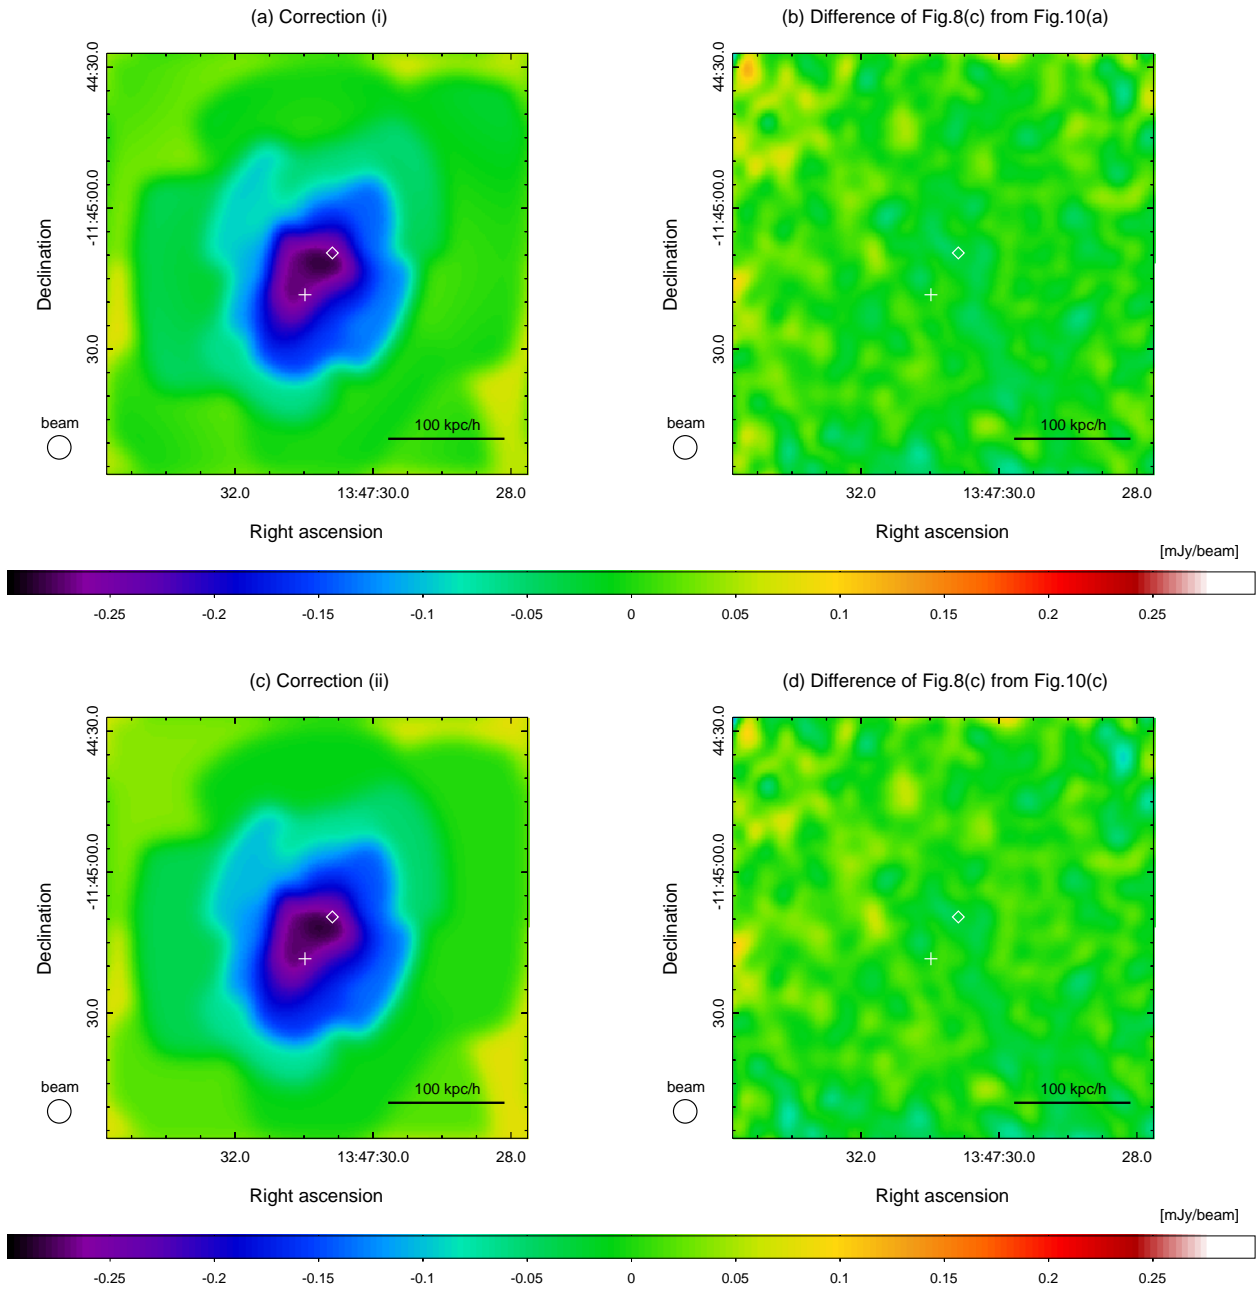 (a) Correction (i)
(b) Difference of Fig.8(c) from Fig.10(a)
44:30.0
-11:45:00.0
30.0
Declination
beam
100 kpc/h
32.0 13:47:30.0 28.0
Right ascension
44:30.0
-11:45:00.0
30.0
Declination
beam
100 kpc/h
32.0 13:47:30.0 28.0
Right ascension
[mJy/beam]
-0.25 -0.2 -0.15 -0.1 -0.05 0 0.05 0.1 0.15 0.2 0.25
(c) Correction (ii)
(d) Difference of Fig.8(c) from Fig.10(c)
44:30.0
-11:45:00.0
30.0
Declination
beam
100 kpc/h
32.0 13:47:30.0 28.0
Right ascension
44:30.0
-11:45:00.0
30.0
Declination
beam
100 kpc/h
32.0 13:47:30.0 28.0
Right ascension
[mJy/beam]
-0.25 -0.2 -0.15 -0.1 -0.05 0 0.05 0.1 0.15 0.2 0.25